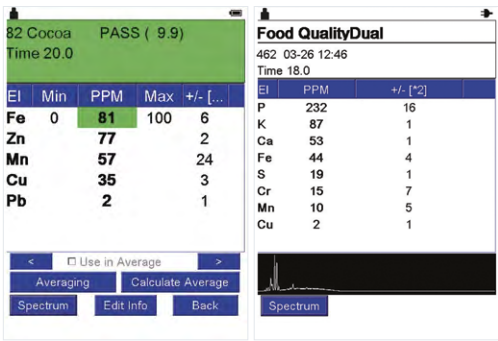 82 Cocoa PASS ( 9.9)
Time 20.0
El Min PPM Max +/- [...
Fe 0 81 100 6
Zn 77 2
Mn 57 24
Cu 35 3
Pb 2 1
< Use in Average >
Averaging Calculate Average
Spectrum Edit Info Back
Food QualityDual
462 03-26 12:46
Time 18.0
El PPM +/- [*2]
P 232 16
K 87 1
Ca 53 1
Fe 44 4
S 19 1
Cr 15 7
Mn 10 5
Cu 2 1
Spectrum